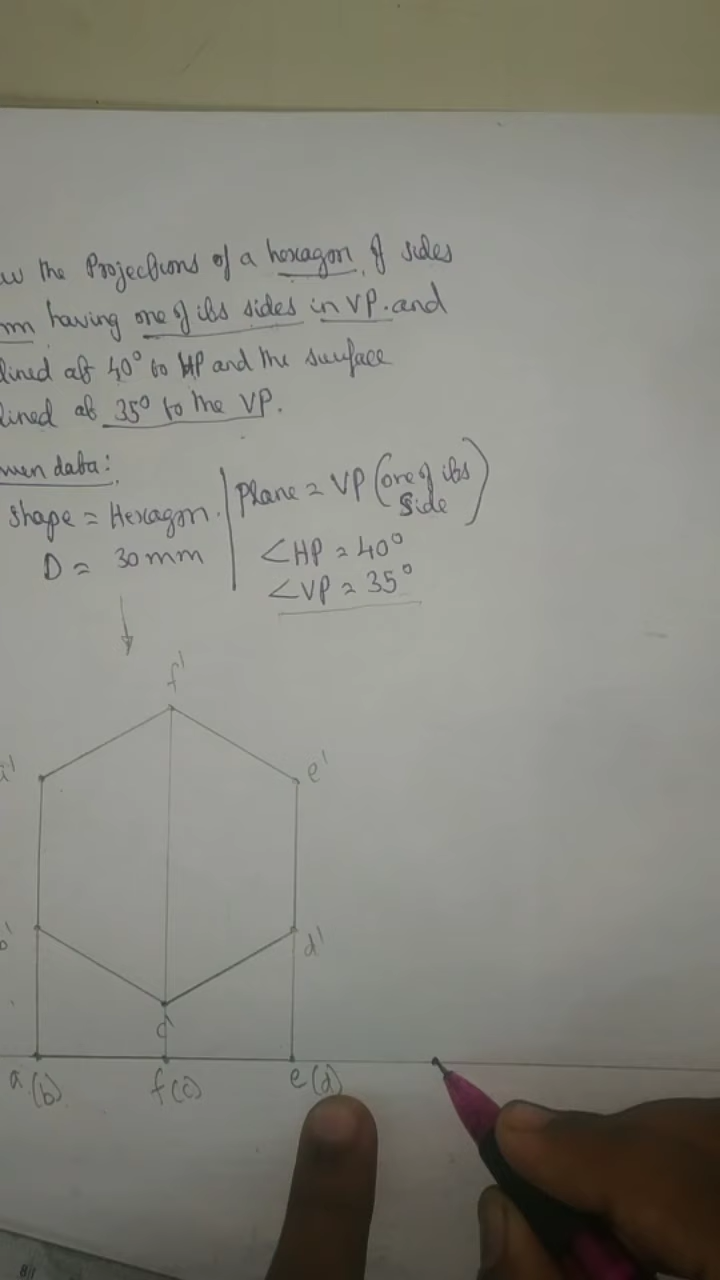 w the Projections of a hexagon of sides
m having one of its sides in VP. and
lined at 40° to HP and the surface
lined at 35° to the VP.
data:
Shape = Hexagon.
D = 30 mm
Plane = VP (one of its
Side)
∠HP = 40°
∠VP = 35°
f'
e'
b'
d'
c'
a (b)
f(c)
e(d)